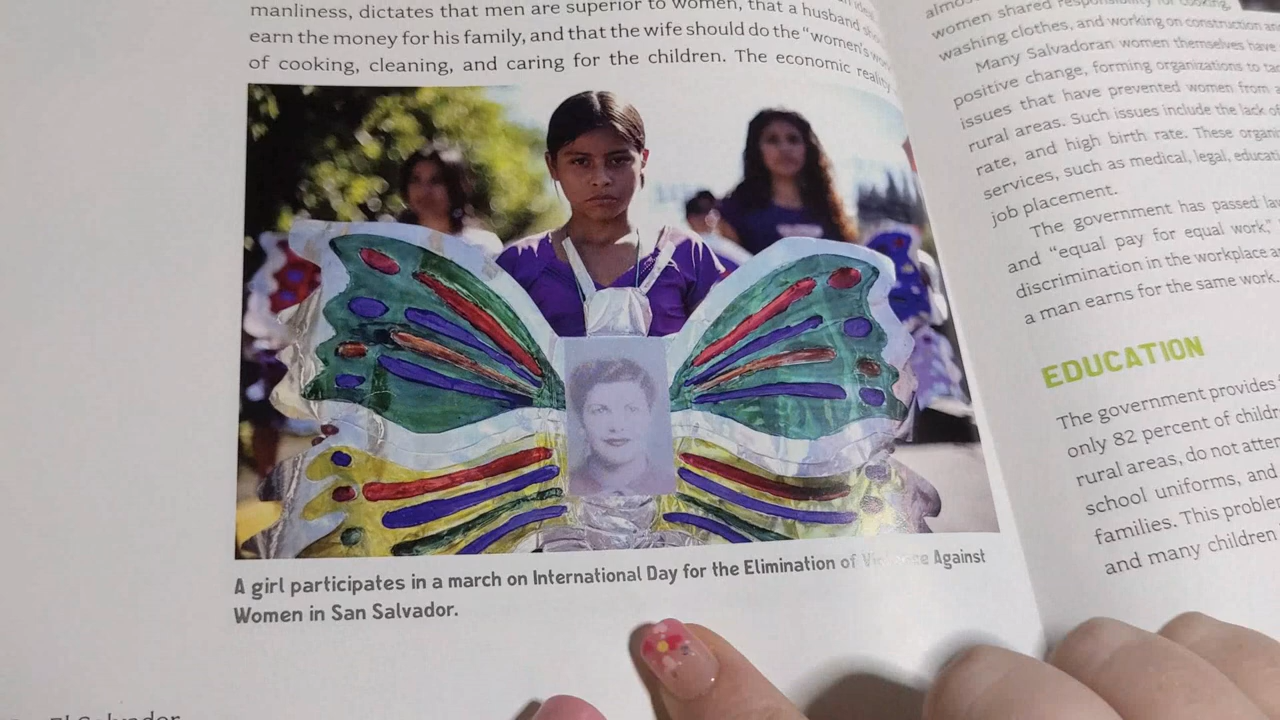 manliness, dictates that men are superior to women, that a husband
earn the money for his family, and that the wife should do the "women's
of cooking, cleaning, and caring for the children. The economic reality
A girl participates in a march on International Day for the Elimination of Violence Against
Women in San Salvador.
El Salvador
women shared responsibility for cooking,
washing clothes, and working on construction
Many Salvadoran women themselves have
positive change, forming organizations to
issues that have prevented women from
rural areas. Such issues include the lack of
rate, and high birth rate. These
services, such as medical, legal,
job placement.
The government has passed
and "equal pay for equal work,"
discrimination in the workplace
a man earns for the same work.
EDUCATION
The government provides
only 82 percent of
rural areas, do not
school uniforms, and
families. This
and many children